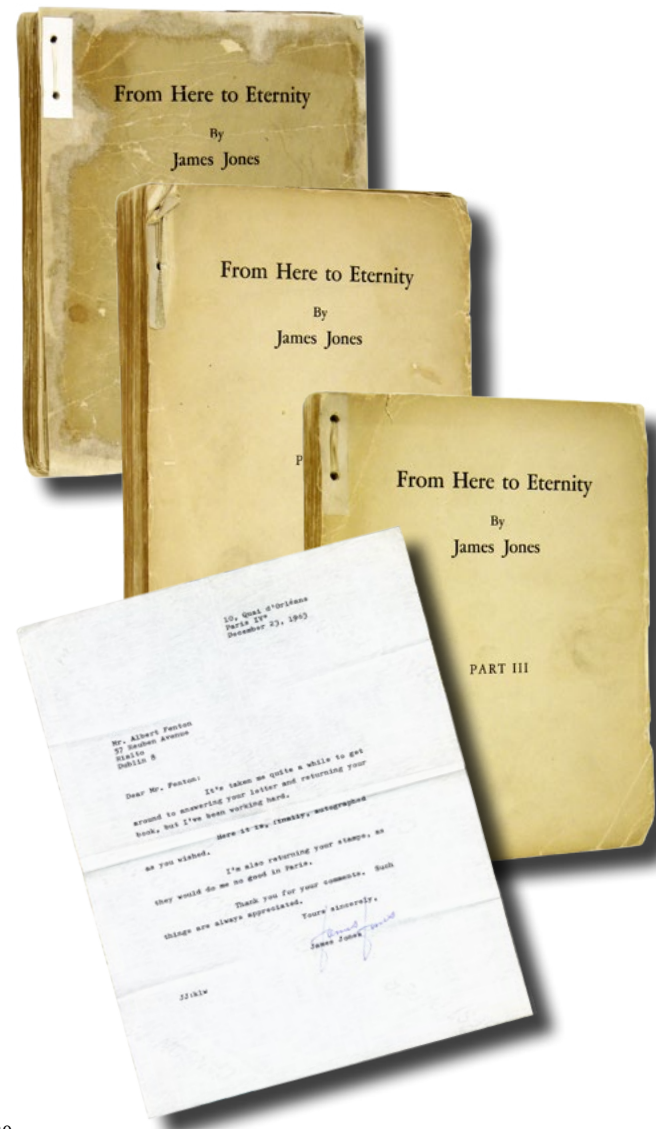 From Here to Eternity
By
James Jones
From Here to Eternity
By
James Jones
P
From Here to Eternity
By
James Jones
PART III
10, Quai d'Orléans
Paris IVe
December 23, 1963
Mr. Albert Fenton
57 Reuben Avenue
Rialto
Dublin 8
Dear Mr. Fenton:
It's taken me quite a while to get
around to answering your letter and returning your
book, but I've been working hard.
Here it is, finally, autographed
as you wished.
I'm also returning your stamps, as
they would do me no good in Paris.
Thank you for your comments. Such
things are always appreciated.
Yours sincerely,
James Jones
James Jones
JJ:klw